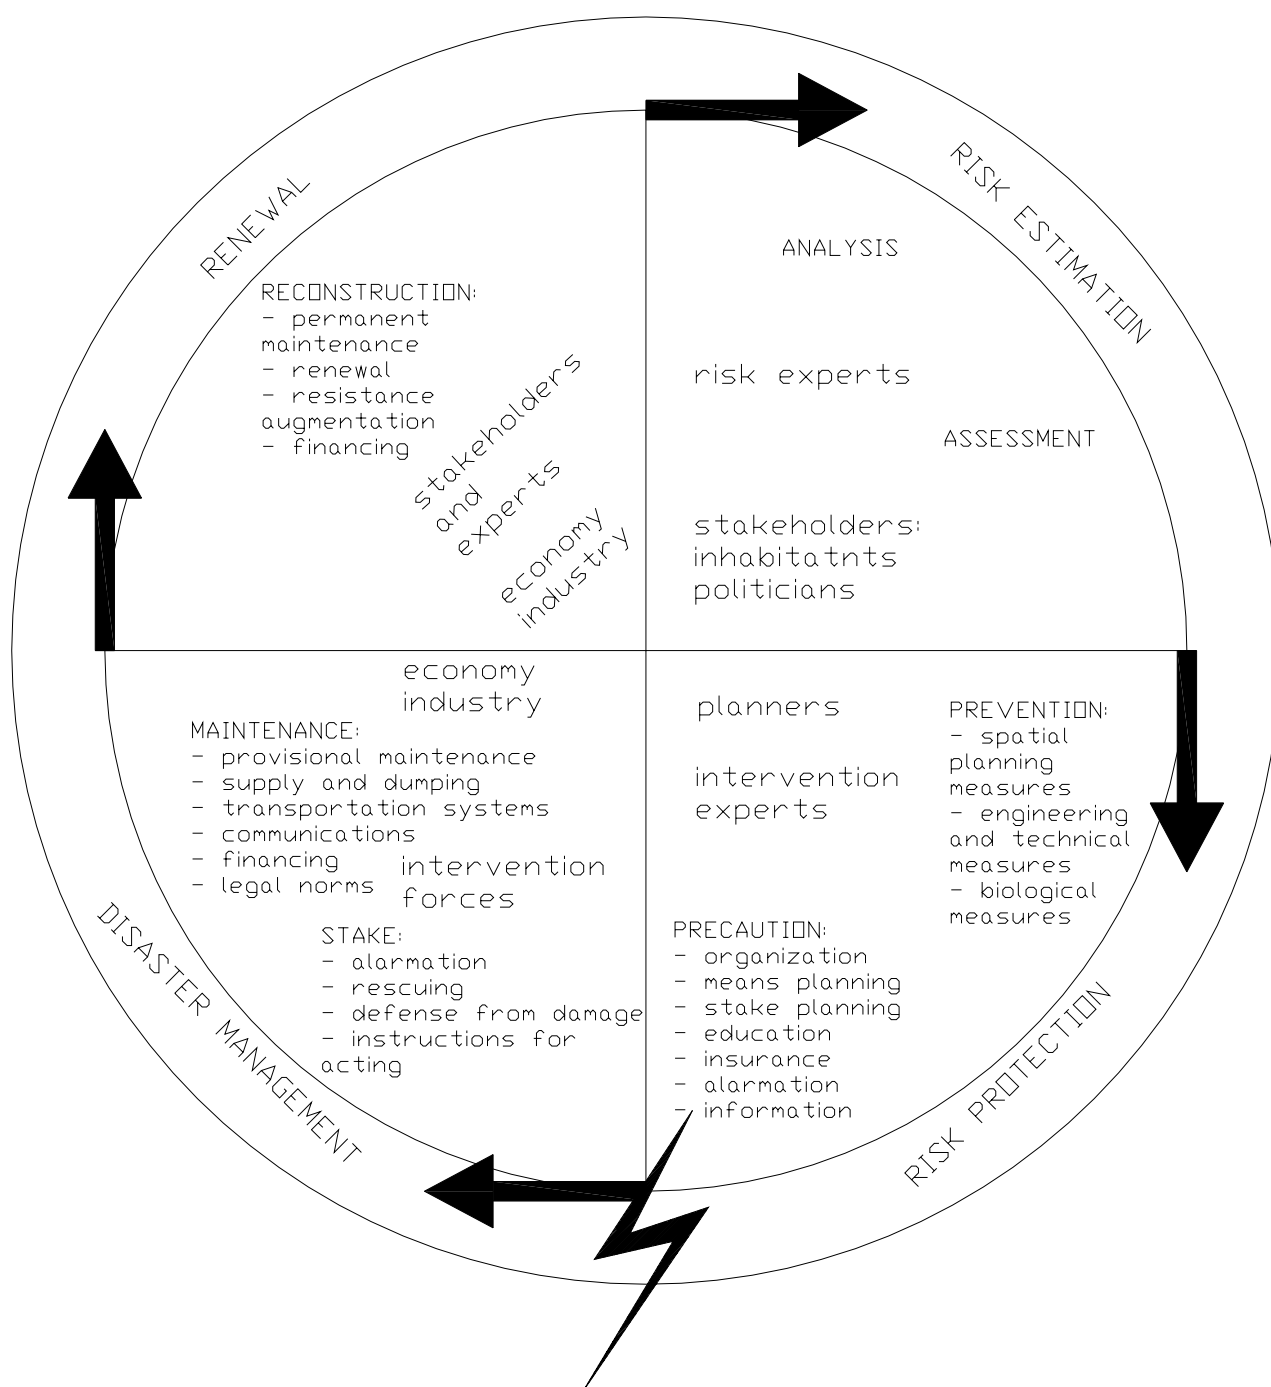 RENEWAL
RISK ESTIMATION
ANALYSIS
risk experts
ASSESSMENT
stakeholders:
inhabitatnts
politicians
RECONSTRUCTION:
- permanent
maintenance
- renewal
- resistance
augmentation
- financing
stakeholders
and
experts
economy
industry
economy
industry
MAINTENANCE:
- provisional maintenance
- supply and dumping
- transportation systems
- communications
- financing
- legal norms
intervention
forces
STAKE:
- alarmation
- rescuing
- defense from damage
- instructions for
acting
DISASTER MANAGEMENT
planners
intervention
experts
PREVENTION:
- spatial
planning
measures
- engineering
and technical
measures
- biological
measures
PRECAUTION:
- organization
- means planning
- stake planning
- education
- insurance
- alarmation
- information
RISK PROTECTION